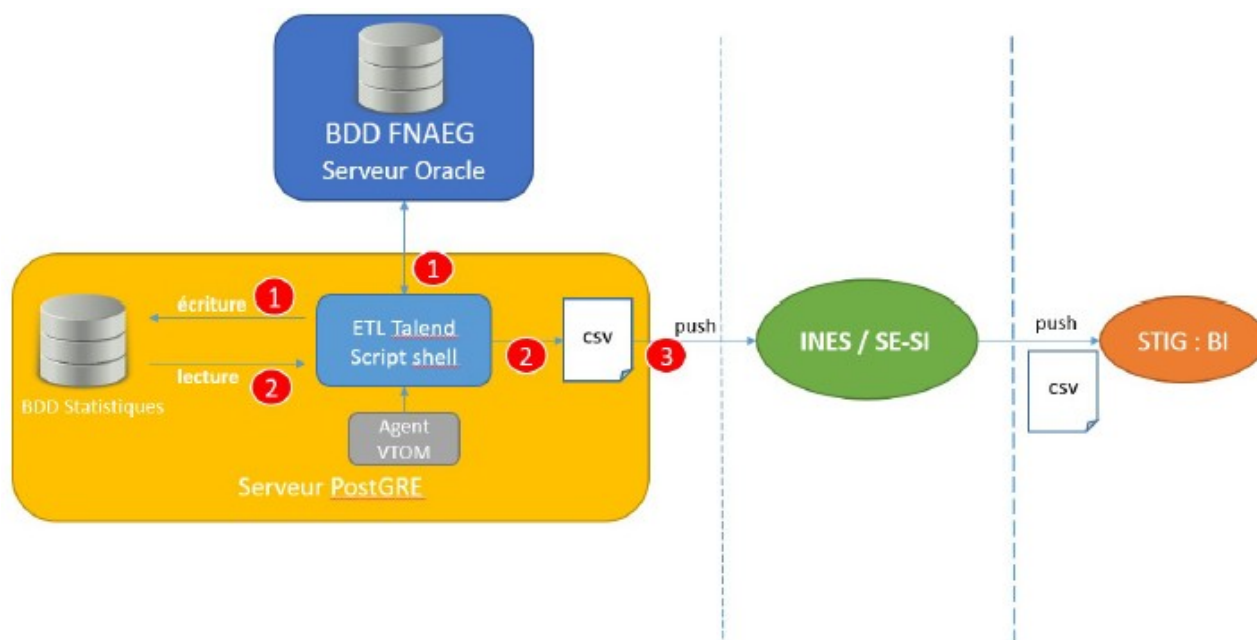 BDD FNAEG
Serveur Oracle
1
écriture
1
lecture
2
BDD Statistiques
ETL Talend
Script shell
Agent
VTOM
Serveur PostGRE
2
csv
3
push
INES / SE-SI
push
csv
STIG : BI